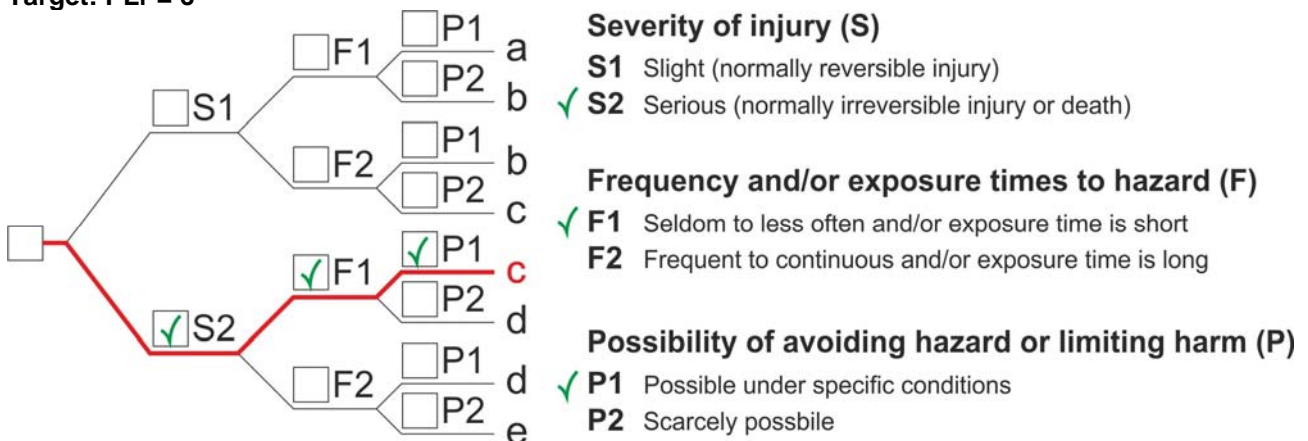 F1
P1
a
P2
b
S1
F2
P1
b
P2
c
S2
F1
P1
c
P2
d
F2
P1
d
P2
e
Severity of injury (S)
S1 Slight (normally reversible injury)
S2 Serious (normally irreversible injury or death)
Frequency and/or exposure times to hazard (F)
F1 Seldom to less often and/or exposure time is short
F2 Frequent to continuous and/or exposure time is long
Possibility of avoiding hazard or limiting harm (P)
P1 Possible under specific conditions
P2 Scarcely possbile